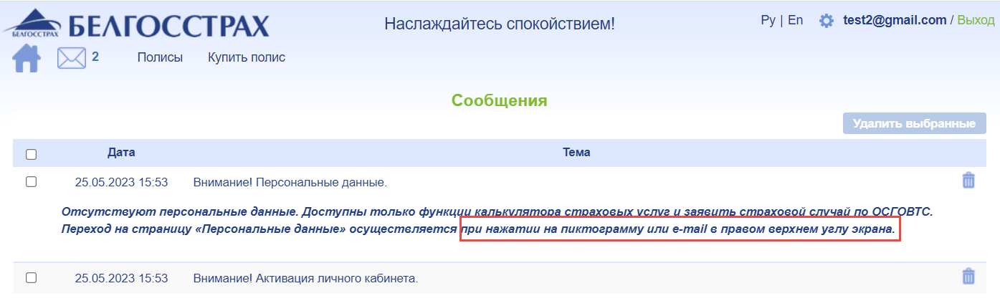 БЕЛГОССТРАХ БЕЛГОССТРАХ Наслаждайтесь спокойствием! Ру | En test2@gmail.com / Выход
2 Полисы Купить полис
Сообщения
Удалить выбранные
Дата Тема
25.05.2023 15:53 Внимание! Персональные данные.
Отсутствуют персональные данные. Доступны только функции калькулятора страховых услуг и заявить страховой случай по ОСГОВТС.
Переход на страницу «Персональные данные» осуществляется при нажатии на пиктограмму или e-mail в правом верхнем углу экрана.
25.05.2023 15:53 Внимание! Активация личного кабинета.